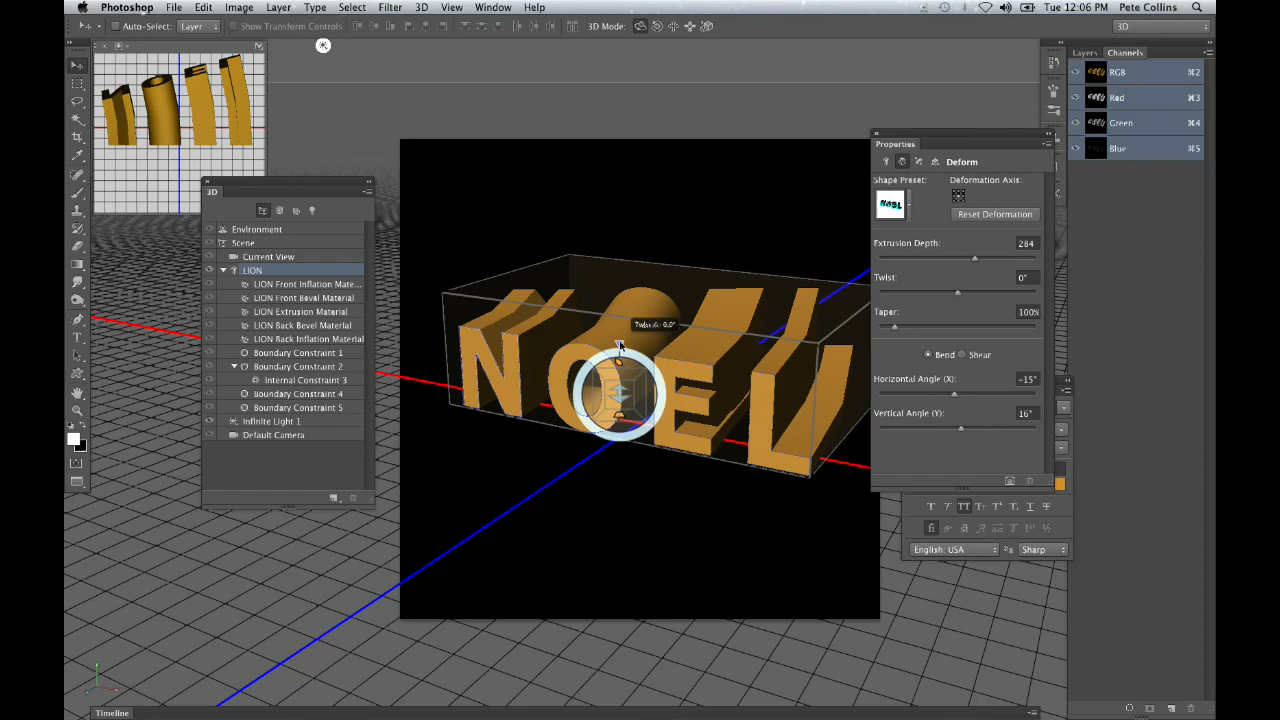 Photoshop File Edit Image Layer Type Select Filter 3D View Window Help Tue 12:06 PM Pete Collins
Auto-Select: Layer Show Transform Controls 3D Mode: 3D
Layers Channels
RGB ⌘2
Red ⌘3
Green ⌘4
Blue ⌘5
Properties
Deform
Shape Preset: Deformation Axis:
Reset Deformation
Extrusion Depth: 284
Twist: 0°
Taper: 100%
Bend Shear
Horizontal Angle (X): -15°
Vertical Angle (Y): 16°
3D
Environment
Scene
Current View
LION
LION Front Inflation Mate...
LION Front Bevel Material
LION Extrusion Material
LION Back Bevel Material
LION Back Inflation Material
Boundary Constraint 1
Boundary Constraint 2
Internal Constraint 3
Boundary Constraint 4
Boundary Constraint 5
Infinite Light 1
Default Camera
NOEL
English: USA Sharp
Timeline